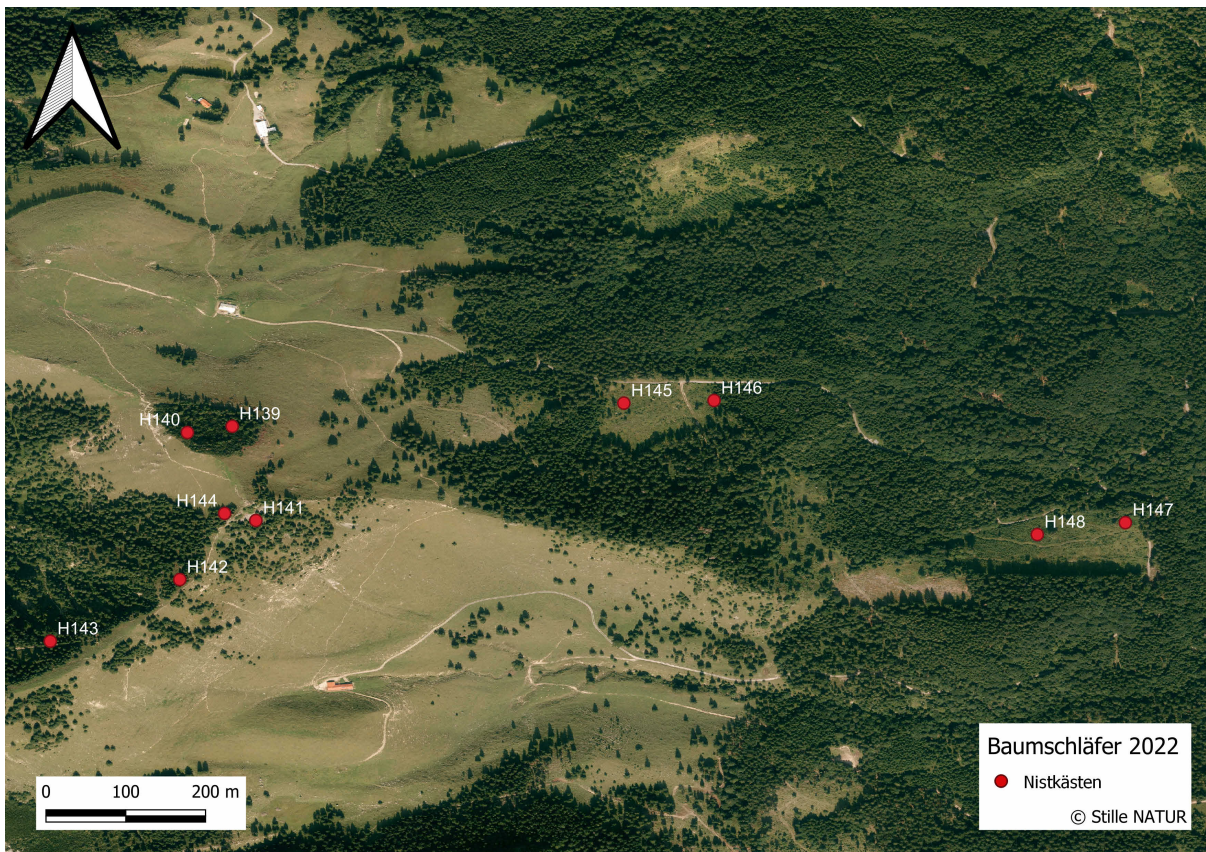 H145
H146
H139
H140
H144
H141
H147
H148
H142
H143
Baumschläfer 2022
Nistkästen
© Stille NATUR
0 100 200 m